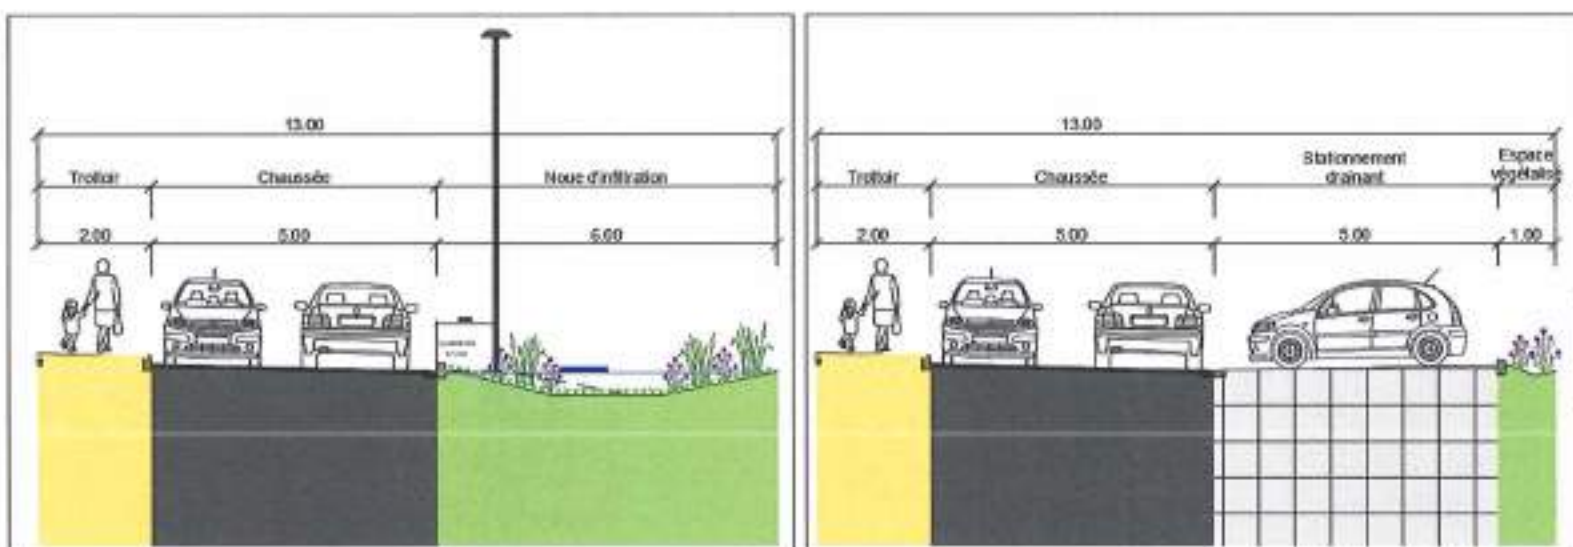 13.00
Trottoir
Chaussée
Noue d'infiltration
2.00
5.00
6.00
13.00
Trottoir
Chaussée
Stationnement
drainant
Espace
végétalisé
2.00
5.00
5.00
1.00